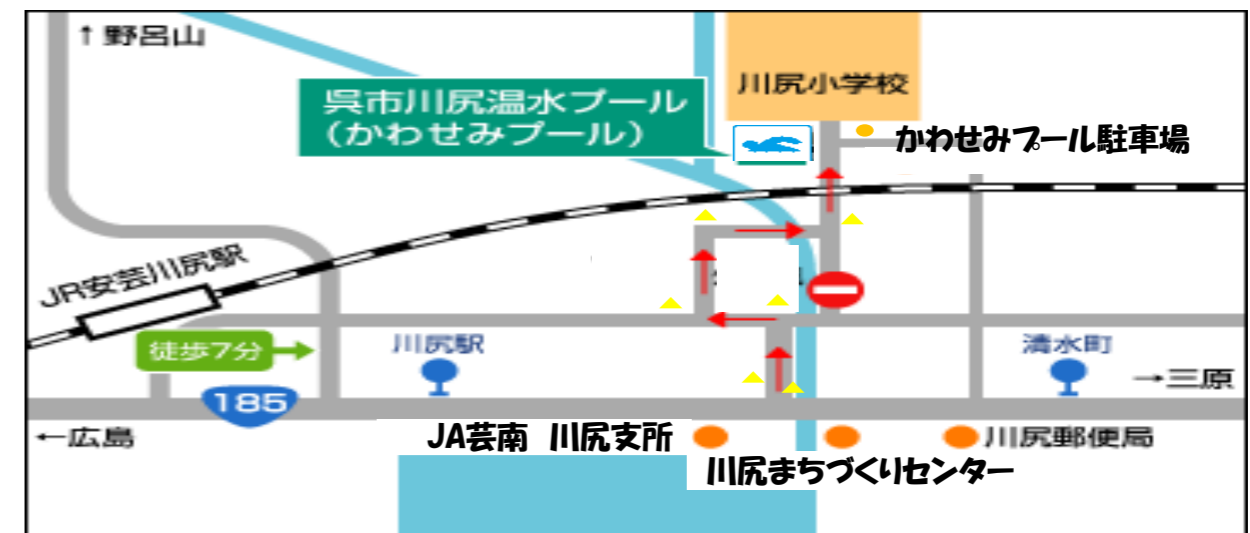 ↑野呂山
川尻小学校
呉市川尻温水プール
(かわせみプール)
かわせみプール駐車場
JR安芸川尻駅
徒歩7分→
川尻駅
清水町
→三原
185
←広島
JA芸南 川尻支所
川尻郵便局
川尻まちづくりセンター